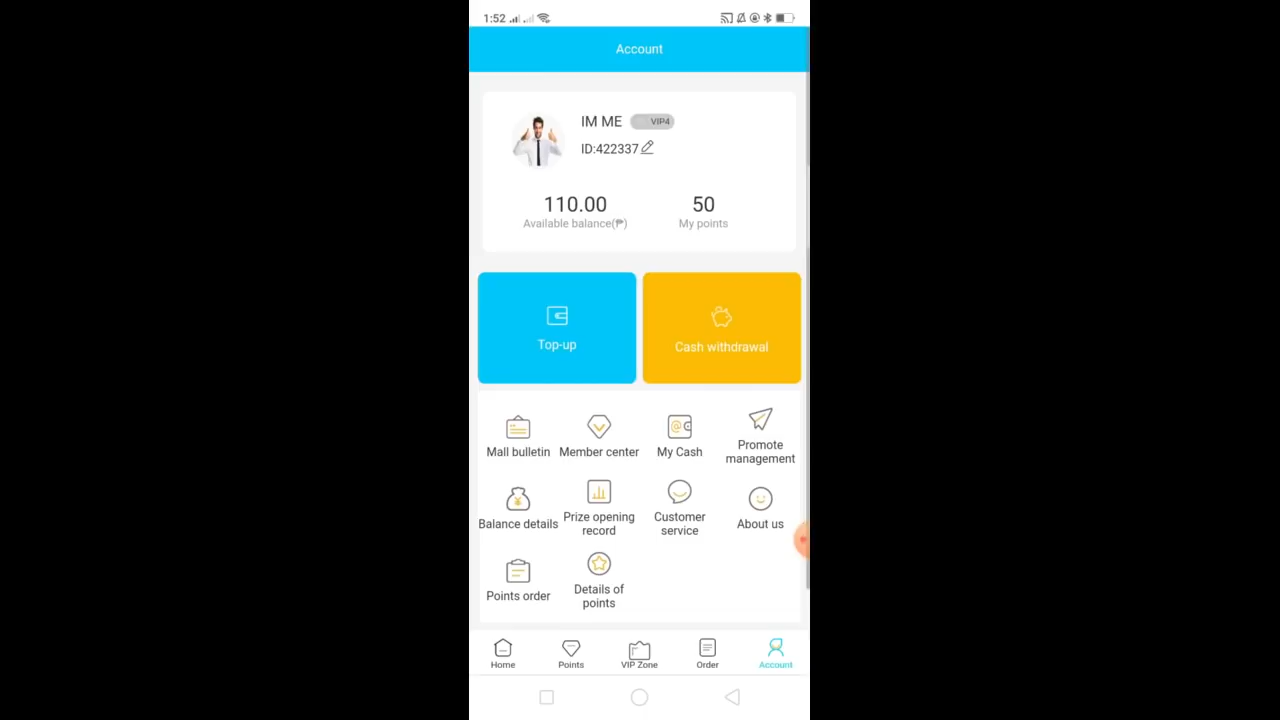 1:52
Account
IM ME VIP4
ID:422337
110.00 50
Available balance(₱) My points
Top-up Cash withdrawal
Mall bulletin Member center My Cash Promote
management
Balance details Prize opening
record Customer
service About us
Points order Details of
points
Home Points VIP Zone Order Account